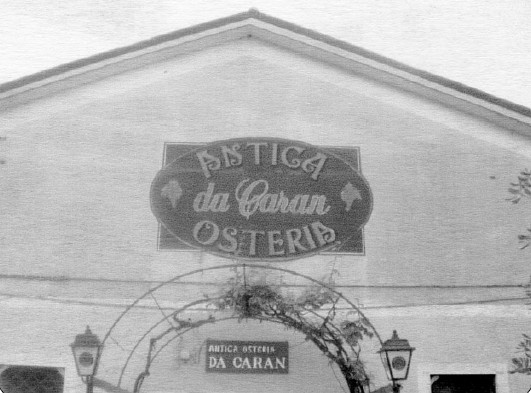 ANTICA
da Caran
OSTERIA
ANTICA OSTERIA
DA CARAN